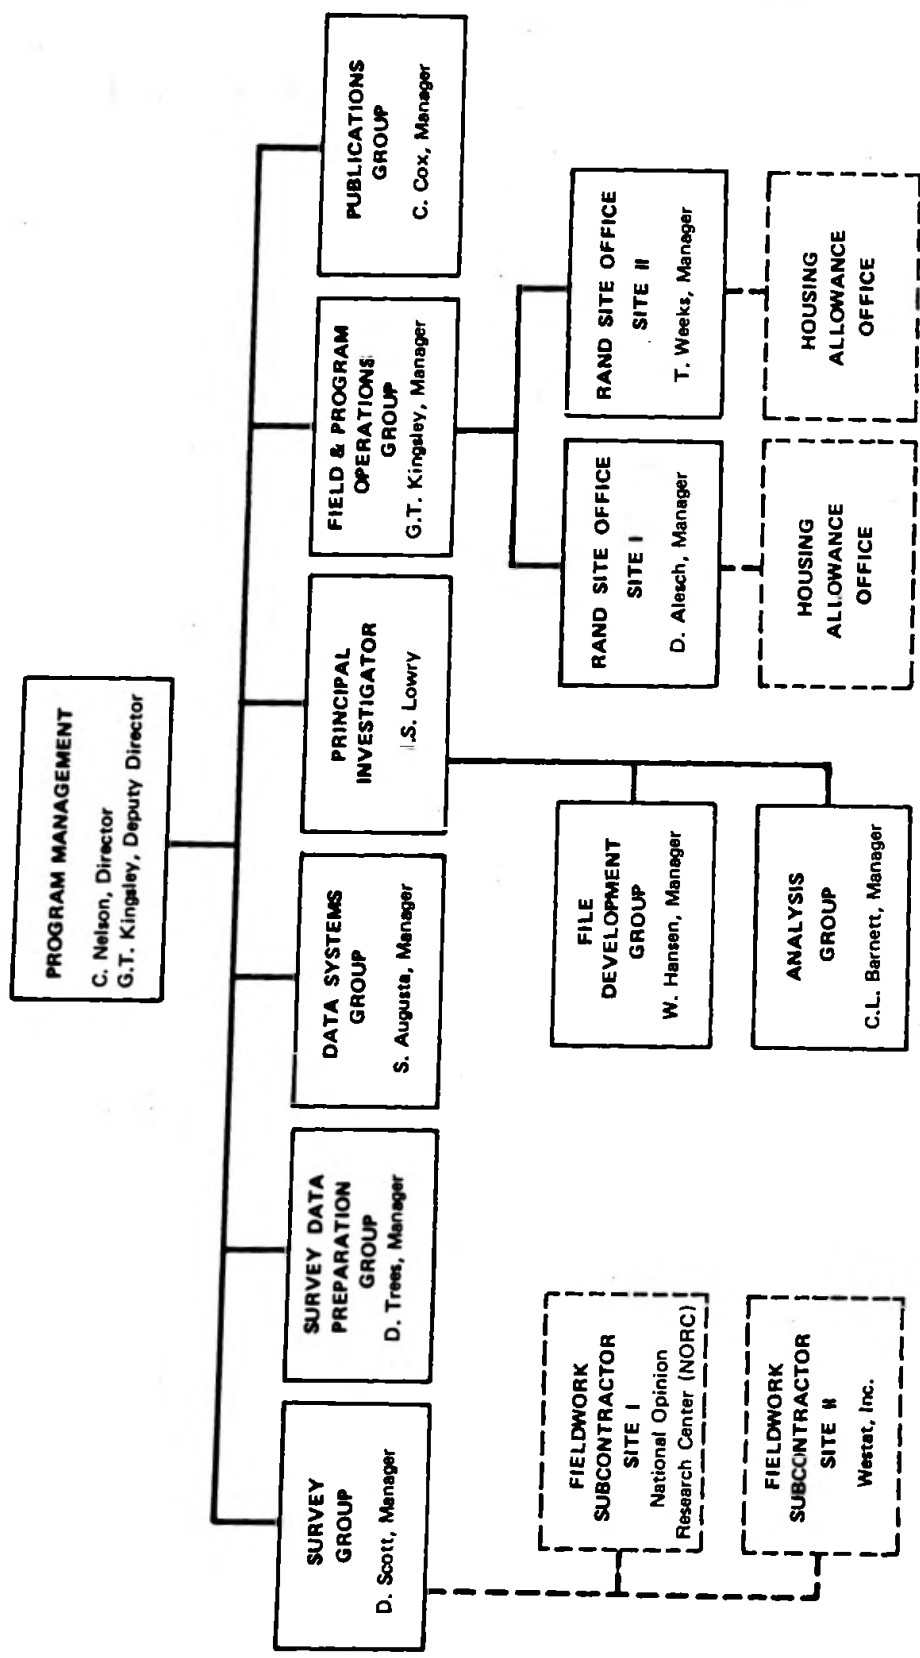 PROGRAM MANAGEMENT
C. Nelson, Director
G.T. Kingsley, Deputy Director
SURVEY
GROUP
D. Scott, Manager
SURVEY DATA
PREPARATION
GROUP
D. Trees, Manager
DATA SYSTEMS
GROUP
S. Augusta, Manager
PRINCIPAL
INVESTIGATOR
I.S. Lowry
FIELD & PROGRAM
OPERATIONS
GROUP
G.T. Kingsley, Manager
PUBLICATIONS
GROUP
C. Cox, Manager
FIELDWORK
SUBCONTRACTOR
SITE I
National Opinion
Research Center (NORC)
FIELDWORK
SUBCONTRACTOR
SITE II
Westat, Inc.
FILE
DEVELOPMENT
GROUP
W. Hansen, Manager
ANALYSIS
GROUP
C.L. Barnett, Manager
RAND SITE OFFICE
SITE I
D. Alesch, Manager
RAND SITE OFFICE
SITE II
T. Weeks, Manager
HOUSING
ALLOWANCE
OFFICE
HOUSING
ALLOWANCE
OFFICE